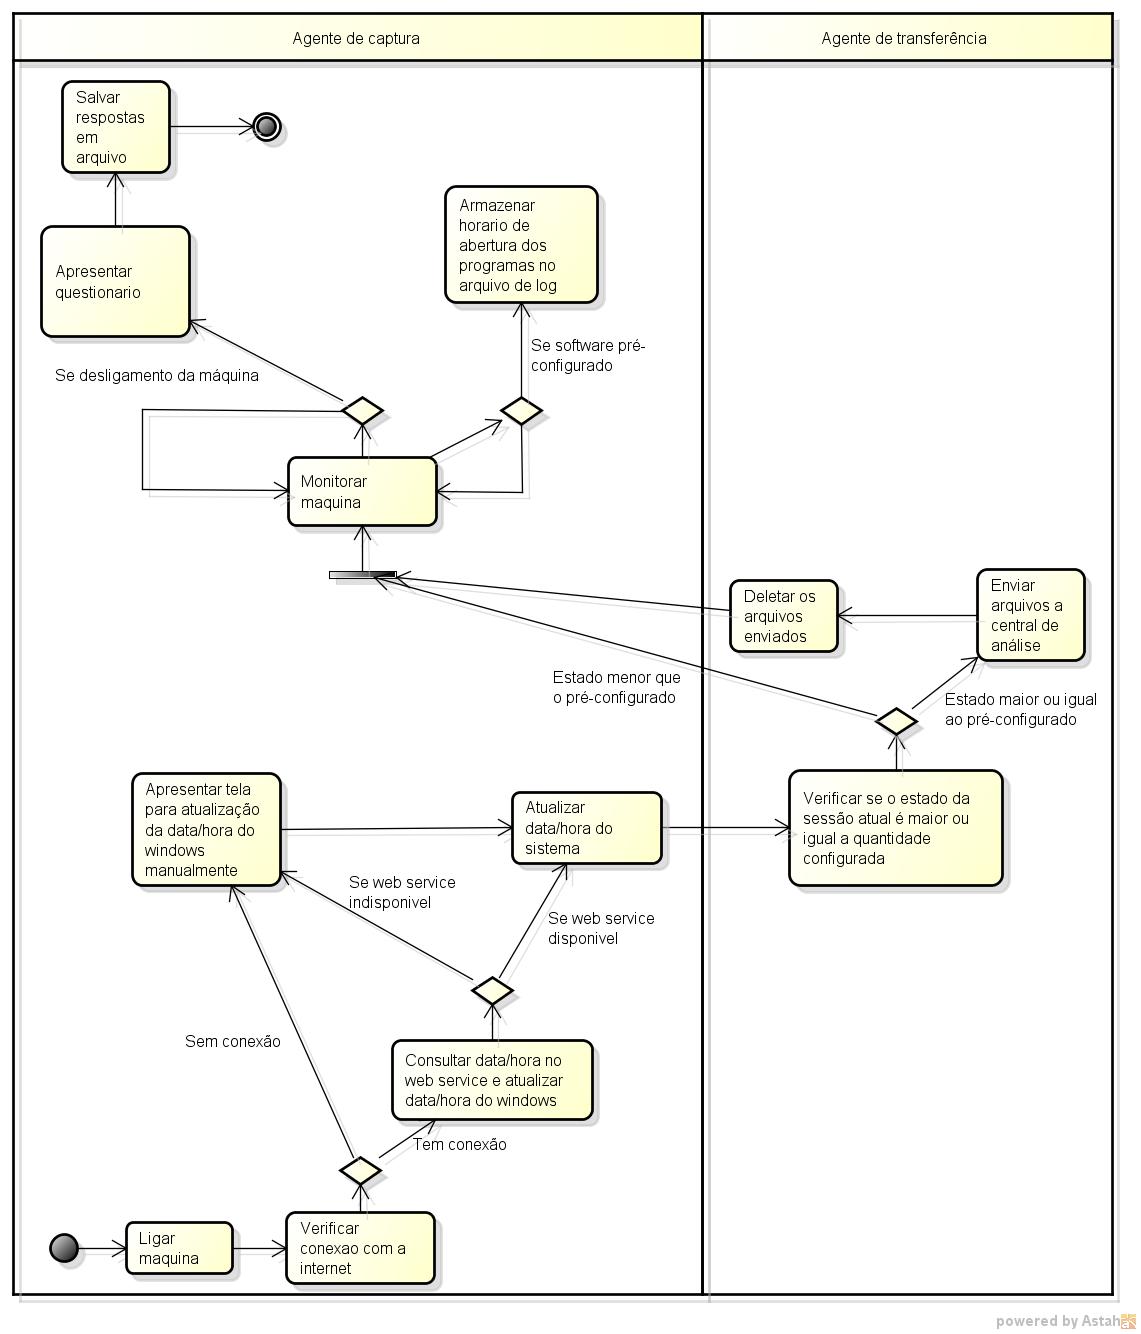 Agente de captura
Agente de transferência
Salvar
respostas
em
arquivo
Armazenar
horario de
abertura dos
programas no
arquivo de log
Apresentar
questionario
Se software pré-
configurado
Se desligamento da máquina
Monitorar
maquina
Deletar os
arquivos
enviados
Enviar
arquivos a
central de
análise
Estado menor que
o pré-configurado
Estado maior ou igual
ao pré-configurado
Apresentar tela
para atualização
da data/hora do
windows
manualmente
Atualizar
data/hora do
sistema
Verificar se o estado da
sessão atual é maior ou
igual a quantidade
configurada
Se web service
indisponivel
Se web service
disponivel
Sem conexão
Consultar data/hora no
web service e atualizar
data/hora do windows
Tem conexão
Ligar
maquina
Verificar
conexao com a
internet
powered by Astah